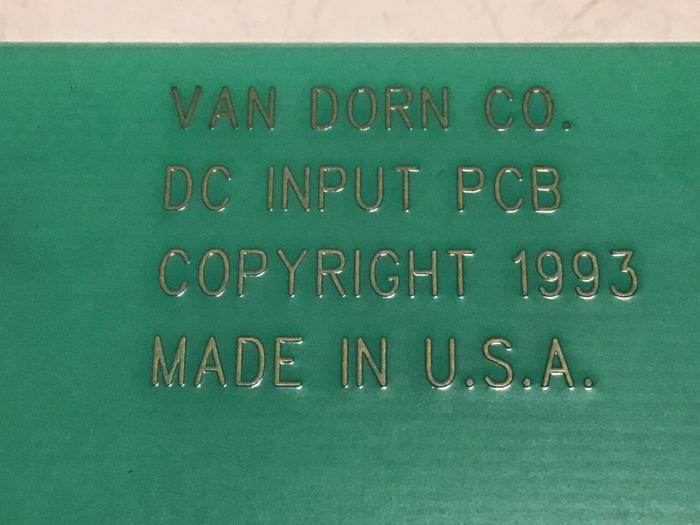 VAN DORN CO.
DC INPUT PCB
COPYRIGHT 1993
MADE IN U.S.A.